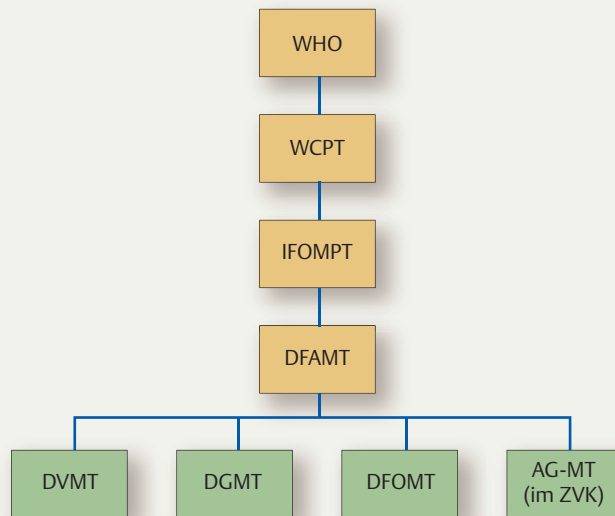 WHO
WCPT
IFOMPT
DFAMT
DVMT
DGMT
DFOMT
AG-MT
(im ZVK)